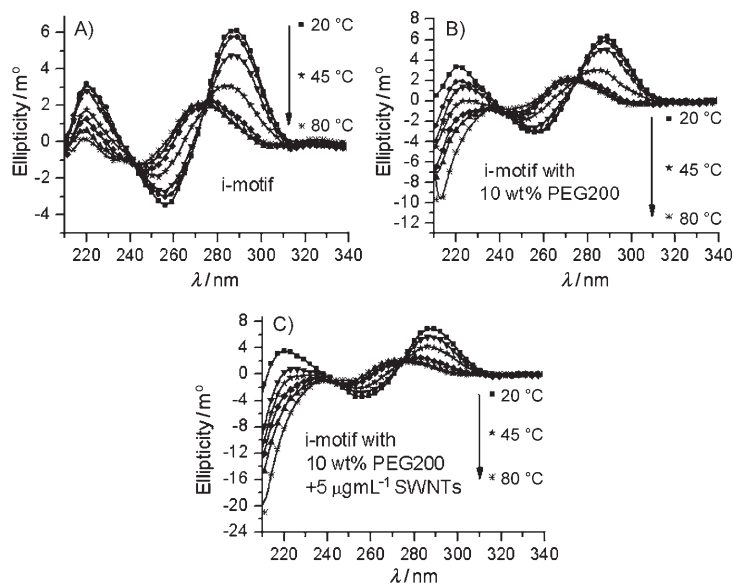 A)
6
4
2
0
-2
-4
Ellipticity / m°
20 °C
45 °C
80 °C
i-motif
220 240 260 280 300 320 340
λ / nm
B)
10
8
6
4
2
0
-2
-4
-6
-8
-10
-12
Ellipticity / m°
20 °C
45 °C
80 °C
i-motif with
10 wt% PEG200
220 240 260 280 300 320 340
λ / nm
C)
8
4
0
-4
-8
-12
-16
-20
-24
Ellipticity / m°
20 °C
45 °C
80 °C
i-motif with
10 wt% PEG200
+5 μgmL⁻¹ SWNTs
220 240 260 280 300 320 340
λ / nm